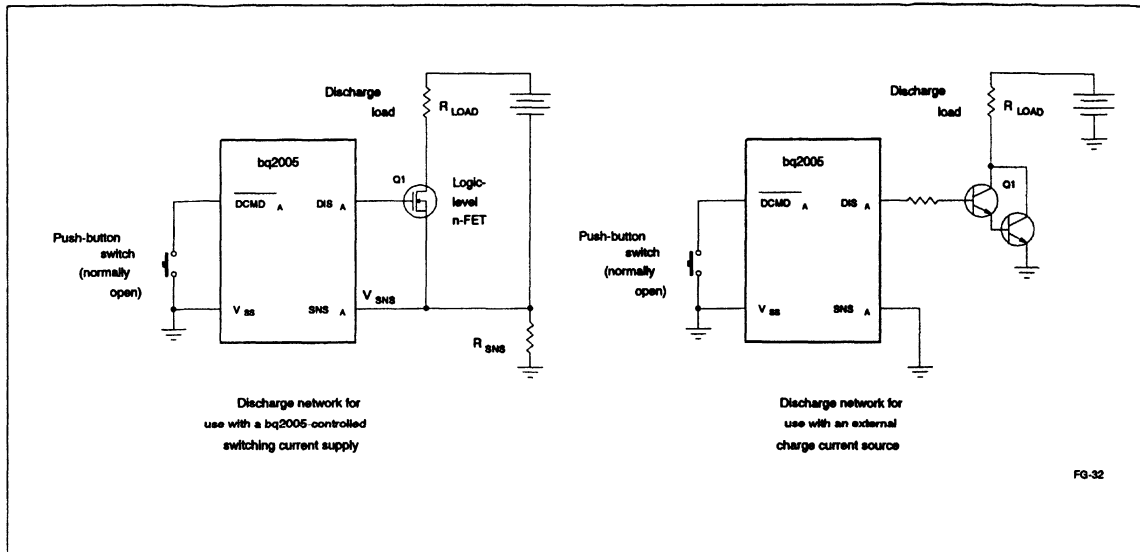 Discharge
load
R LOAD
bq2005
DCMD A
DIS A
Q1
Logic-
level
n-FET
Push-button
switch
(normally
open)
V SS
SNS A
V SNS
R SNS
Discharge network for
use with a bq2005-controlled
switching current supply
Discharge
load
R LOAD
bq2005
DCMD A
DIS A
Q1
Push-button
switch
(normally
open)
V SS
SNS A
Discharge network for
use with an external
charge current source
FG-32